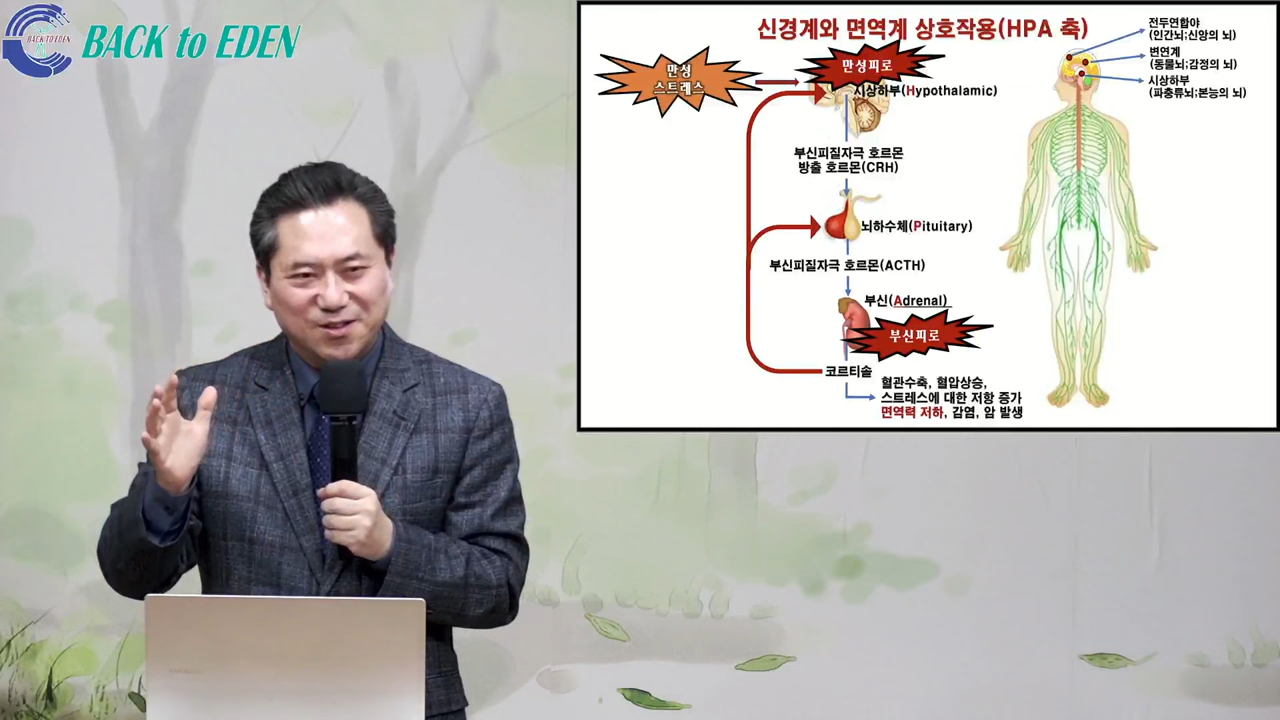 BACK TO EDEN
BACK to EDEN
신경계와 면역계 상호작용(HPA 축)
만성
스트레스
만성피로
시상하부(Hypothalamic)
부신피질자극 호르몬
방출 호르몬(CRH)
뇌하수체(Pituitary)
부신피질자극 호르몬(ACTH)
부신(Adrenal)
부신피로
코르티솔
혈관수축, 혈압상승,
스트레스에 대한 저항 증가
면역력 저하, 감염, 암 발생
전두연합야
(인간뇌;신앙의 뇌)
변연계
(동물뇌;감정의 뇌)
시상하부
(파충류뇌;본능의 뇌)